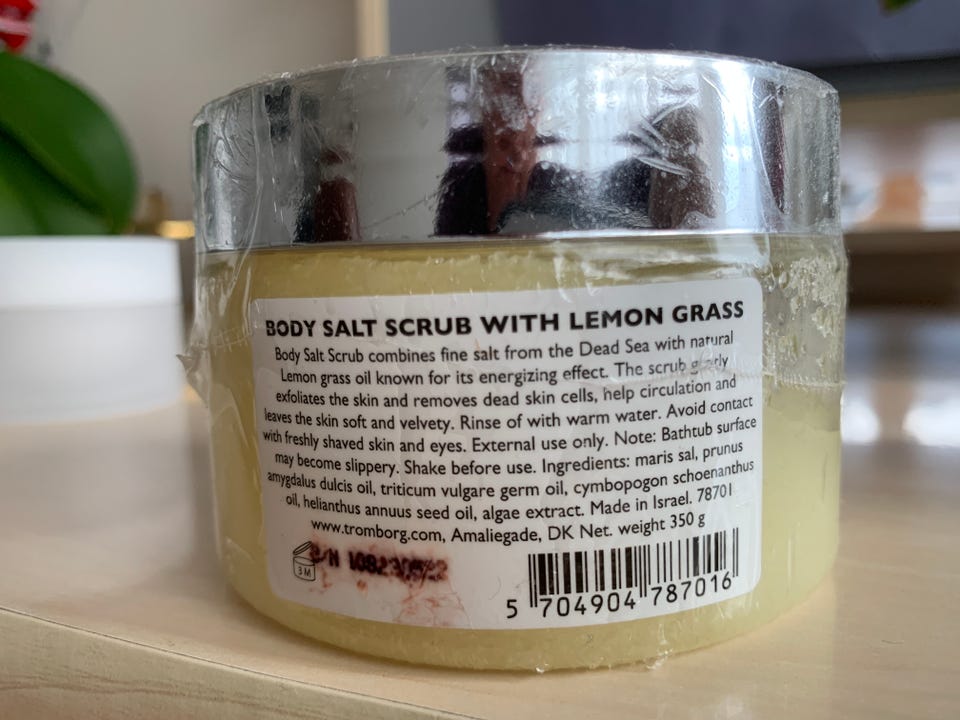 BODY SALT SCRUB WITH LEMON GRASS
Body Salt Scrub combines fine salt from the Dead Sea with natural
Lemon grass oil known for its energizing effect. The scrub
exfoliates the skin and removes dead skin cells, help circulation and
leaves the skin soft and velvety. Rinse of with warm water. Avoid contact
with freshly shaved skin and eyes. External use only. Note: Bathtub surface
may become slippery. Shake before use. Ingredients: maris sal, prunus
amygdalus dulcis oil, triticum vulgare germ oil, cymbopogon schoenanthus
oil, helianthus annuus seed oil, algae extract. Made in Israel. 78701
www.tromborg.com, Amaliegade, DK Net. weight 350 g
3 M
5 704904 787016